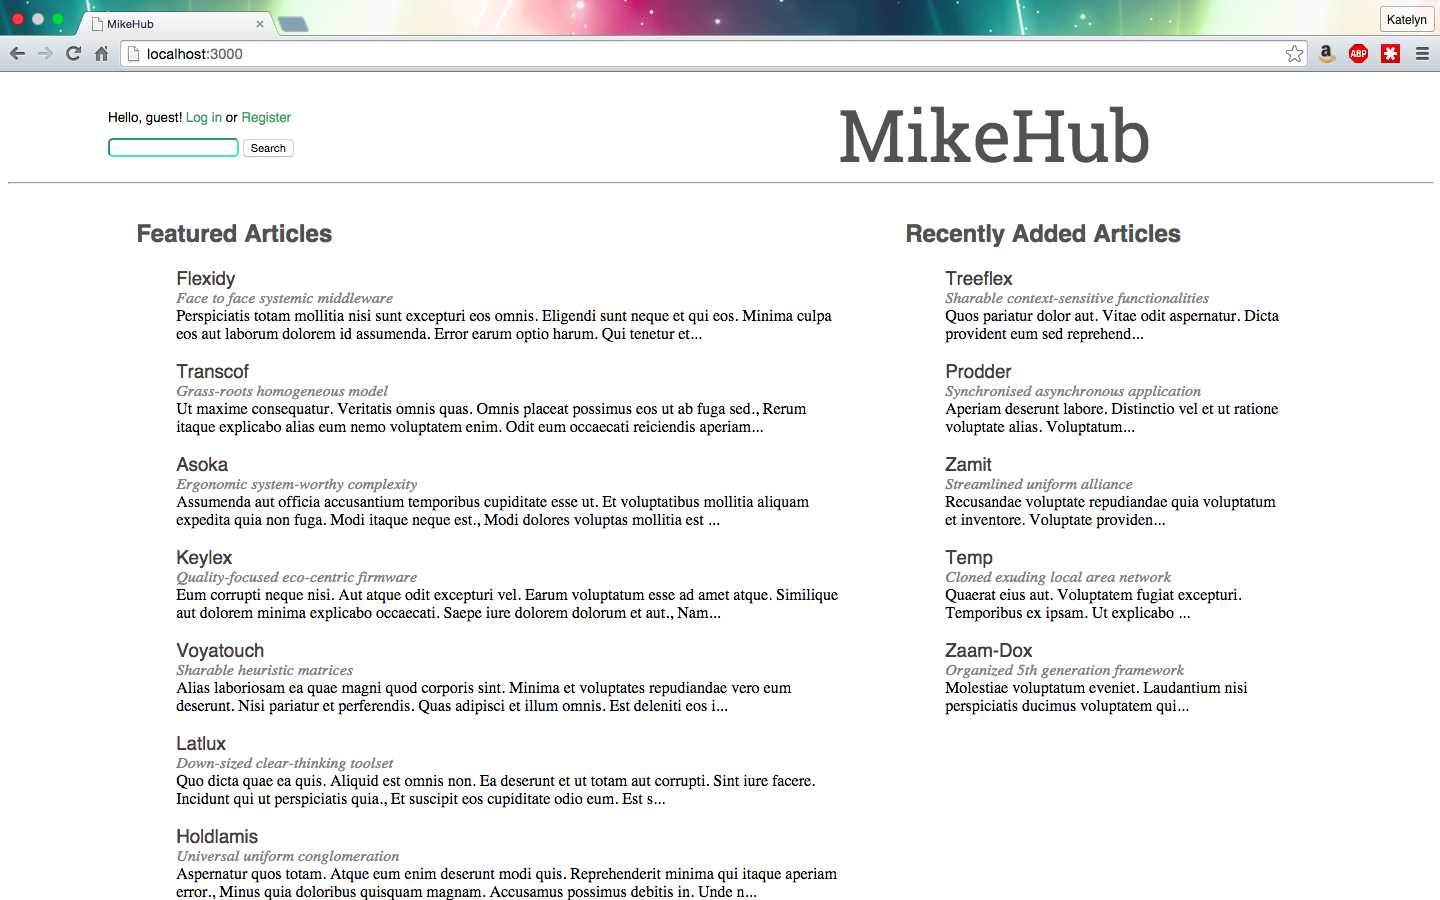 MikeHub
Katelyn
localhost:3000
ABP
Hello, guest! Log in or Register
Search
MikeHub
Featured Articles
Flexidy
Face to face systemic middleware
Perspiciatis totam mollitia nisi sunt excepturi eos omnis. Eligendi sunt neque et qui eos. Minima culpa
eos aut laborum dolorem id assumenda. Error earum optio harum. Qui tenetur et...
Transcof
Grass-roots homogeneous model
Ut maxime consequatur. Veritatis omnis quas. Omnis placeat possimus eos ut ab fuga sed., Rerum
itaque explicabo alias eum nemo voluptatem enim. Odit eum occaecati reiciendis aperiam...
Asoka
Ergonomic system-worthy complexity
Assumenda aut officia accusantium temporibus cupiditate esse ut. Et voluptatibus mollitia aliquam
expedita quia non fuga. Modi itaque neque est., Modi dolores voluptas mollitia est ...
Keylex
Quality-focused eco-centric firmware
Eum corrupti neque nisi. Aut atque odit excepturi vel. Earum voluptatum esse ad amet atque. Similique
aut dolorem minima explicabo occaecati. Saepe iure dolorem dolorum et aut., Nam...
Voyatouch
Sharable heuristic matrices
Alias laboriosam ea quae magni quod corporis sint. Minima et voluptates repudiandae vero eum
deserunt. Nisi pariatur et perferendis. Quas adipisci et illum omnis. Est deleniti eos i...
Latlux
Down-sized clear-thinking toolset
Quo dicta quae ea quis. Aliquid est omnis non. Ea deserunt et ut totam aut corrupti. Sint iure facere.
Incidunt qui ut perspiciatis quia., Et suscipit eos cupiditate odio eum. Est s...
Holdlamis
Universal uniform conglomeration
Aspernatur quos totam. Atque eum enim deserunt modi quis. Reprehenderit minima qui itaque aperiam
error., Minus quia doloribus quisquam magnam. Accusamus possimus debitis in. Unde n...
Recently Added Articles
Treeflex
Sharable context-sensitive functionalities
Quos pariatur dolor aut. Vitae odit aspernatur. Dicta
provident eum sed reprehend...
Prodder
Synchronised asynchronous application
Aperiam deserunt labore. Distinctio vel et ut ratione
voluptate alias. Voluptatum...
Zamit
Streamlined uniform alliance
Recusandae voluptate repudiandae quia voluptatum
et inventore. Voluptate providen...
Temp
Cloned exuding local area network
Quaerat eius aut. Voluptatem fugiat excepturi.
Temporibus ex ipsam. Ut explicabo ...
Zaam-Dox
Organized 5th generation framework
Molestiae voluptatum eveniet. Laudantium nisi
perspiciatis ducimus voluptatem qui...